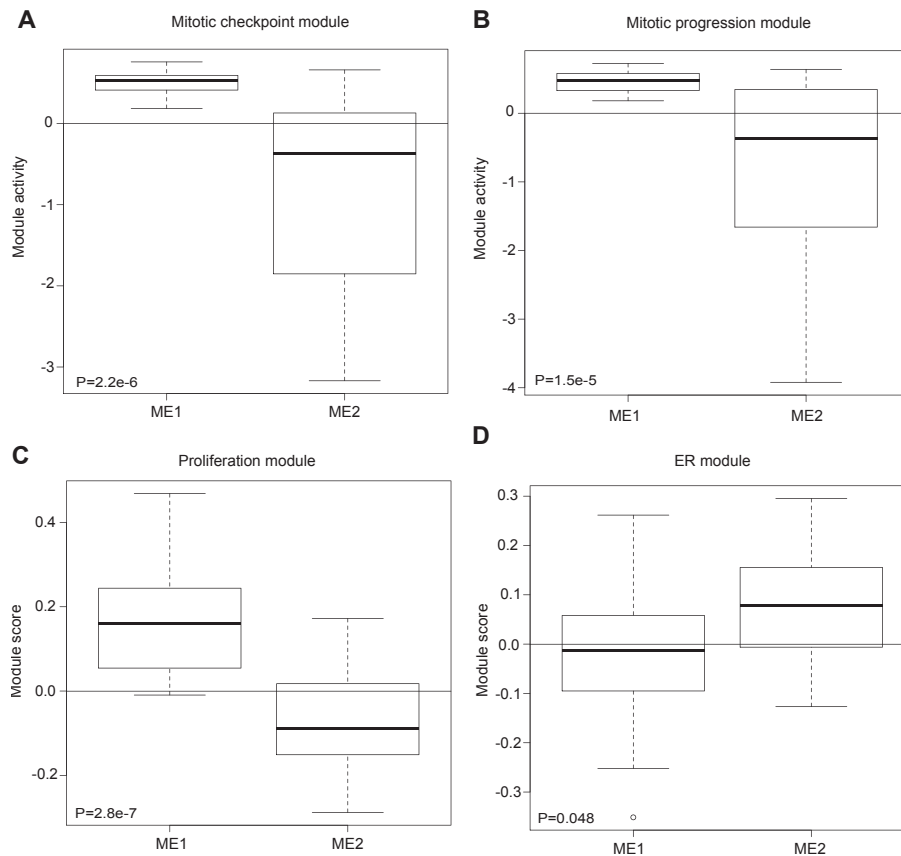 A
Mitotic checkpoint module
Module activity
0
-1
-2
-3
P=2.2e-6
ME1
ME2
B
Mitotic progression module
Module activity
0
-1
-2
-3
-4
P=1.5e-5
ME1
ME2
C
Proliferation module
Module score
0.4
0.2
0.0
-0.2
P=2.8e-7
ME1
ME2
D
ER module
Module score
0.3
0.2
0.1
0.0
-0.1
-0.2
-0.3
P=0.048
ME1
ME2